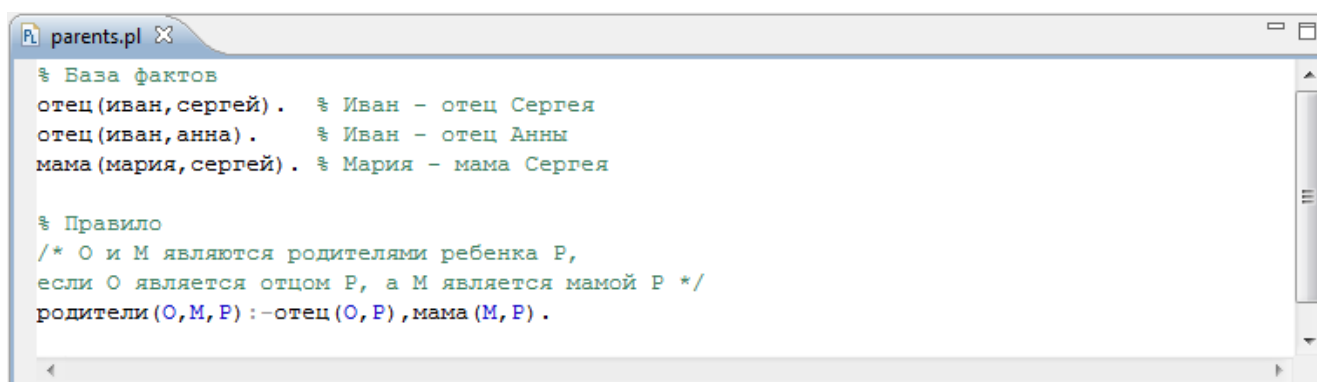 parents.pl
% База фактов
отец(иван,сергей).  % Иван - отец Сергея
отец(иван,анна).    % Иван - отец Анны
мама(мария,сергей). % Мария - мама Сергея
% Правило
/* О и М являются родителями ребенка Р,
если О является отцом Р, а М является мамой Р */
родители(О,М,Р):-отец(О,Р),мама(М,Р).